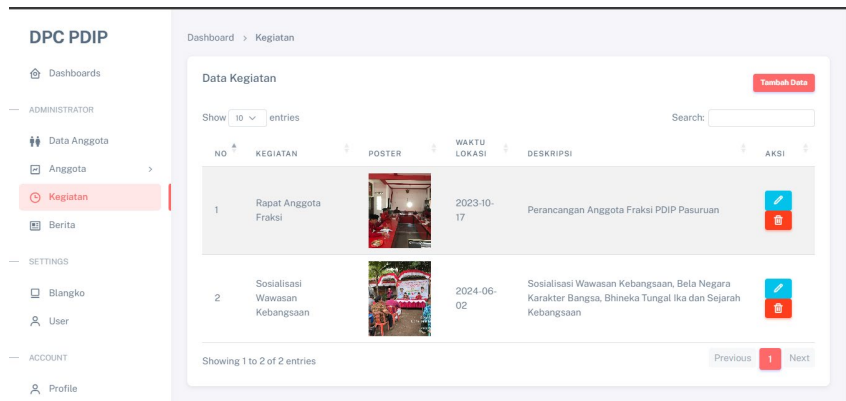 DPC PDIP
Dashboards
ADMINISTRATOR
Data Anggota
Anggota
Kegiatan
Berita
SETTINGS
Blangko
User
ACCOUNT
Profile
Dashboard > Kegiatan
Data Kegiatan
Tambah Data
Show 10 entries
Search:
NO KEGIATAN POSTER WAKTU LOKASI DESKRIPSI AKSI
1 Rapat Anggota Fraksi 2023-10-17 Perancangan Anggota Fraksi PDIP Pasuruan
2 Sosialisasi Wawasan Kebangsaan 2024-06-02 Sosialisasi Wawasan Kebangsaan, Bela Negara
Karakter Bangsa, Bhineka Tungal Ika dan Sejarah
Kebangsaan
Showing 1 to 2 of 2 entries
Previous 1 Next